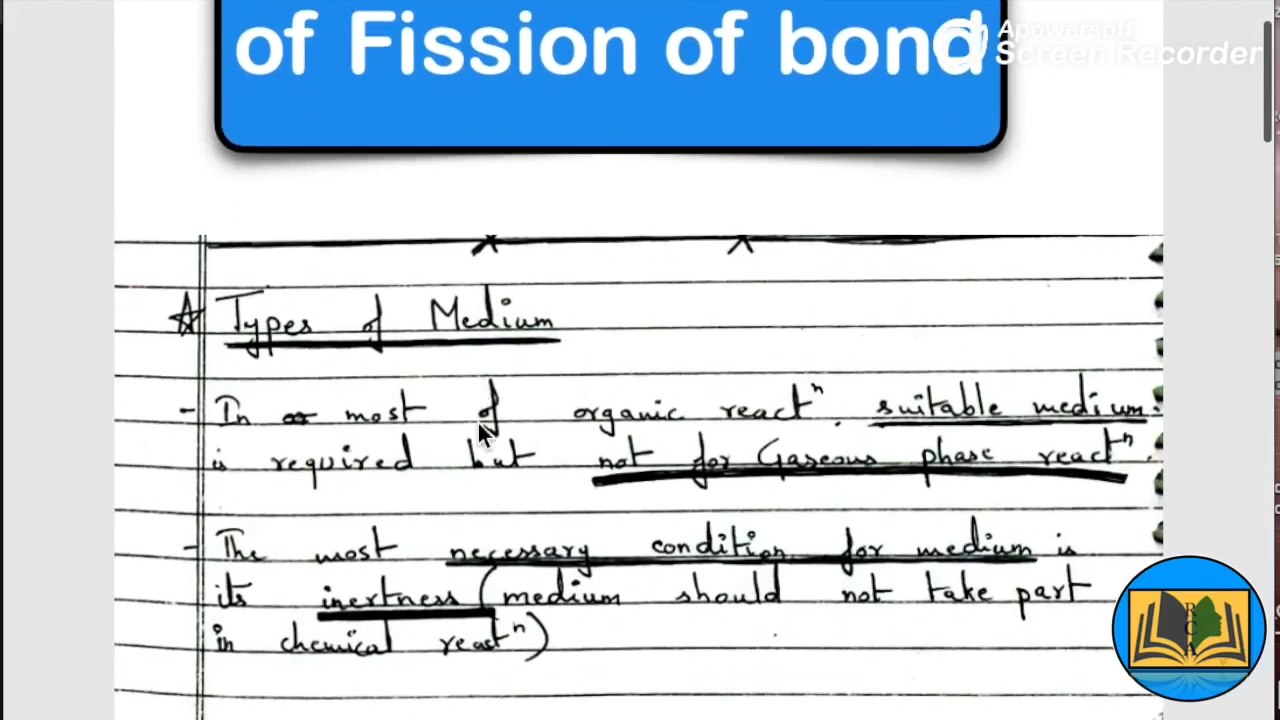 of Fission of bond
Apowersoft
Screen Recorder
Types of Medium
- In most of organic reactⁿ suitable medium
is required but not for Gaseous phase reactⁿ.
- The most necessary condition for medium is
its inertness (medium should not take part
in chemical reactⁿ)